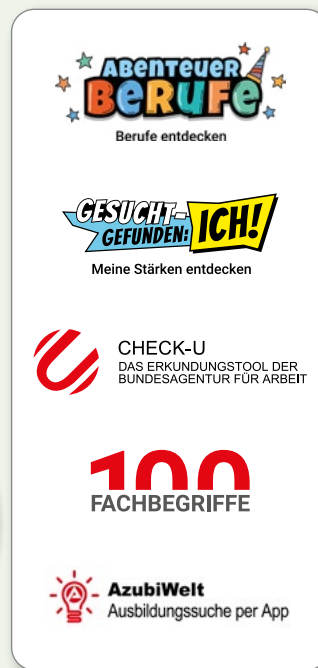 ABENTEUER
BERUFE
Berufe entdecken
GESUCHT-
GEFUNDEN: ICH!
Meine Stärken entdecken
CHECK-U
DAS ERKUNDUNGSTOOL DER
BUNDESAGENTUR FÜR ARBEIT
100
FACHBEGRIFFE
AzubiWelt
Ausbildungssuche per App